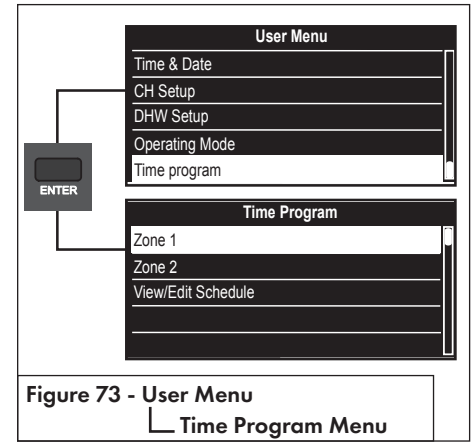 User Menu
Time & Date
CH Setup
DHW Setup
Operating Mode
Time program
ENTER
Time Program
Zone 1
Zone 2
View/Edit Schedule
Figure 73 - User Menu
Time Program Menu